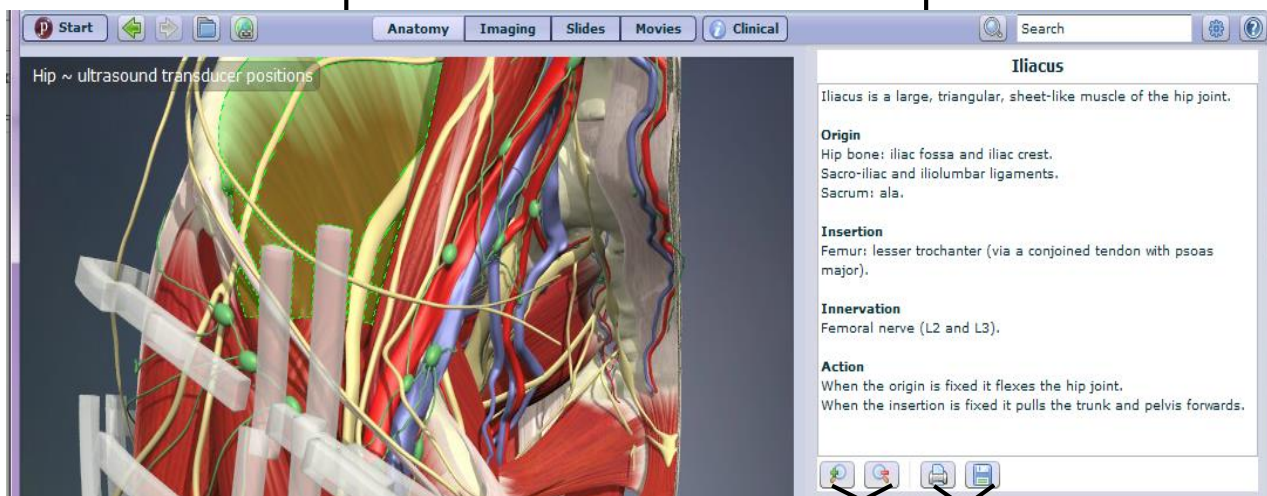 Start
Anatomy Imaging Slides Movies Clinical
Search
Hip ~ ultrasound transducer positions
Iliacus
Iliacus is a large, triangular, sheet-like muscle of the hip joint.
Origin
Hip bone: iliac fossa and iliac crest.
Sacro-iliac and iliolumbar ligaments.
Sacrum: ala.
Insertion
Femur: lesser trochanter (via a conjoined tendon with psoas
major).
Innervation
Femoral nerve (L2 and L3).
Action
When the origin is fixed it flexes the hip joint.
When the insertion is fixed it pulls the trunk and pelvis forwards.